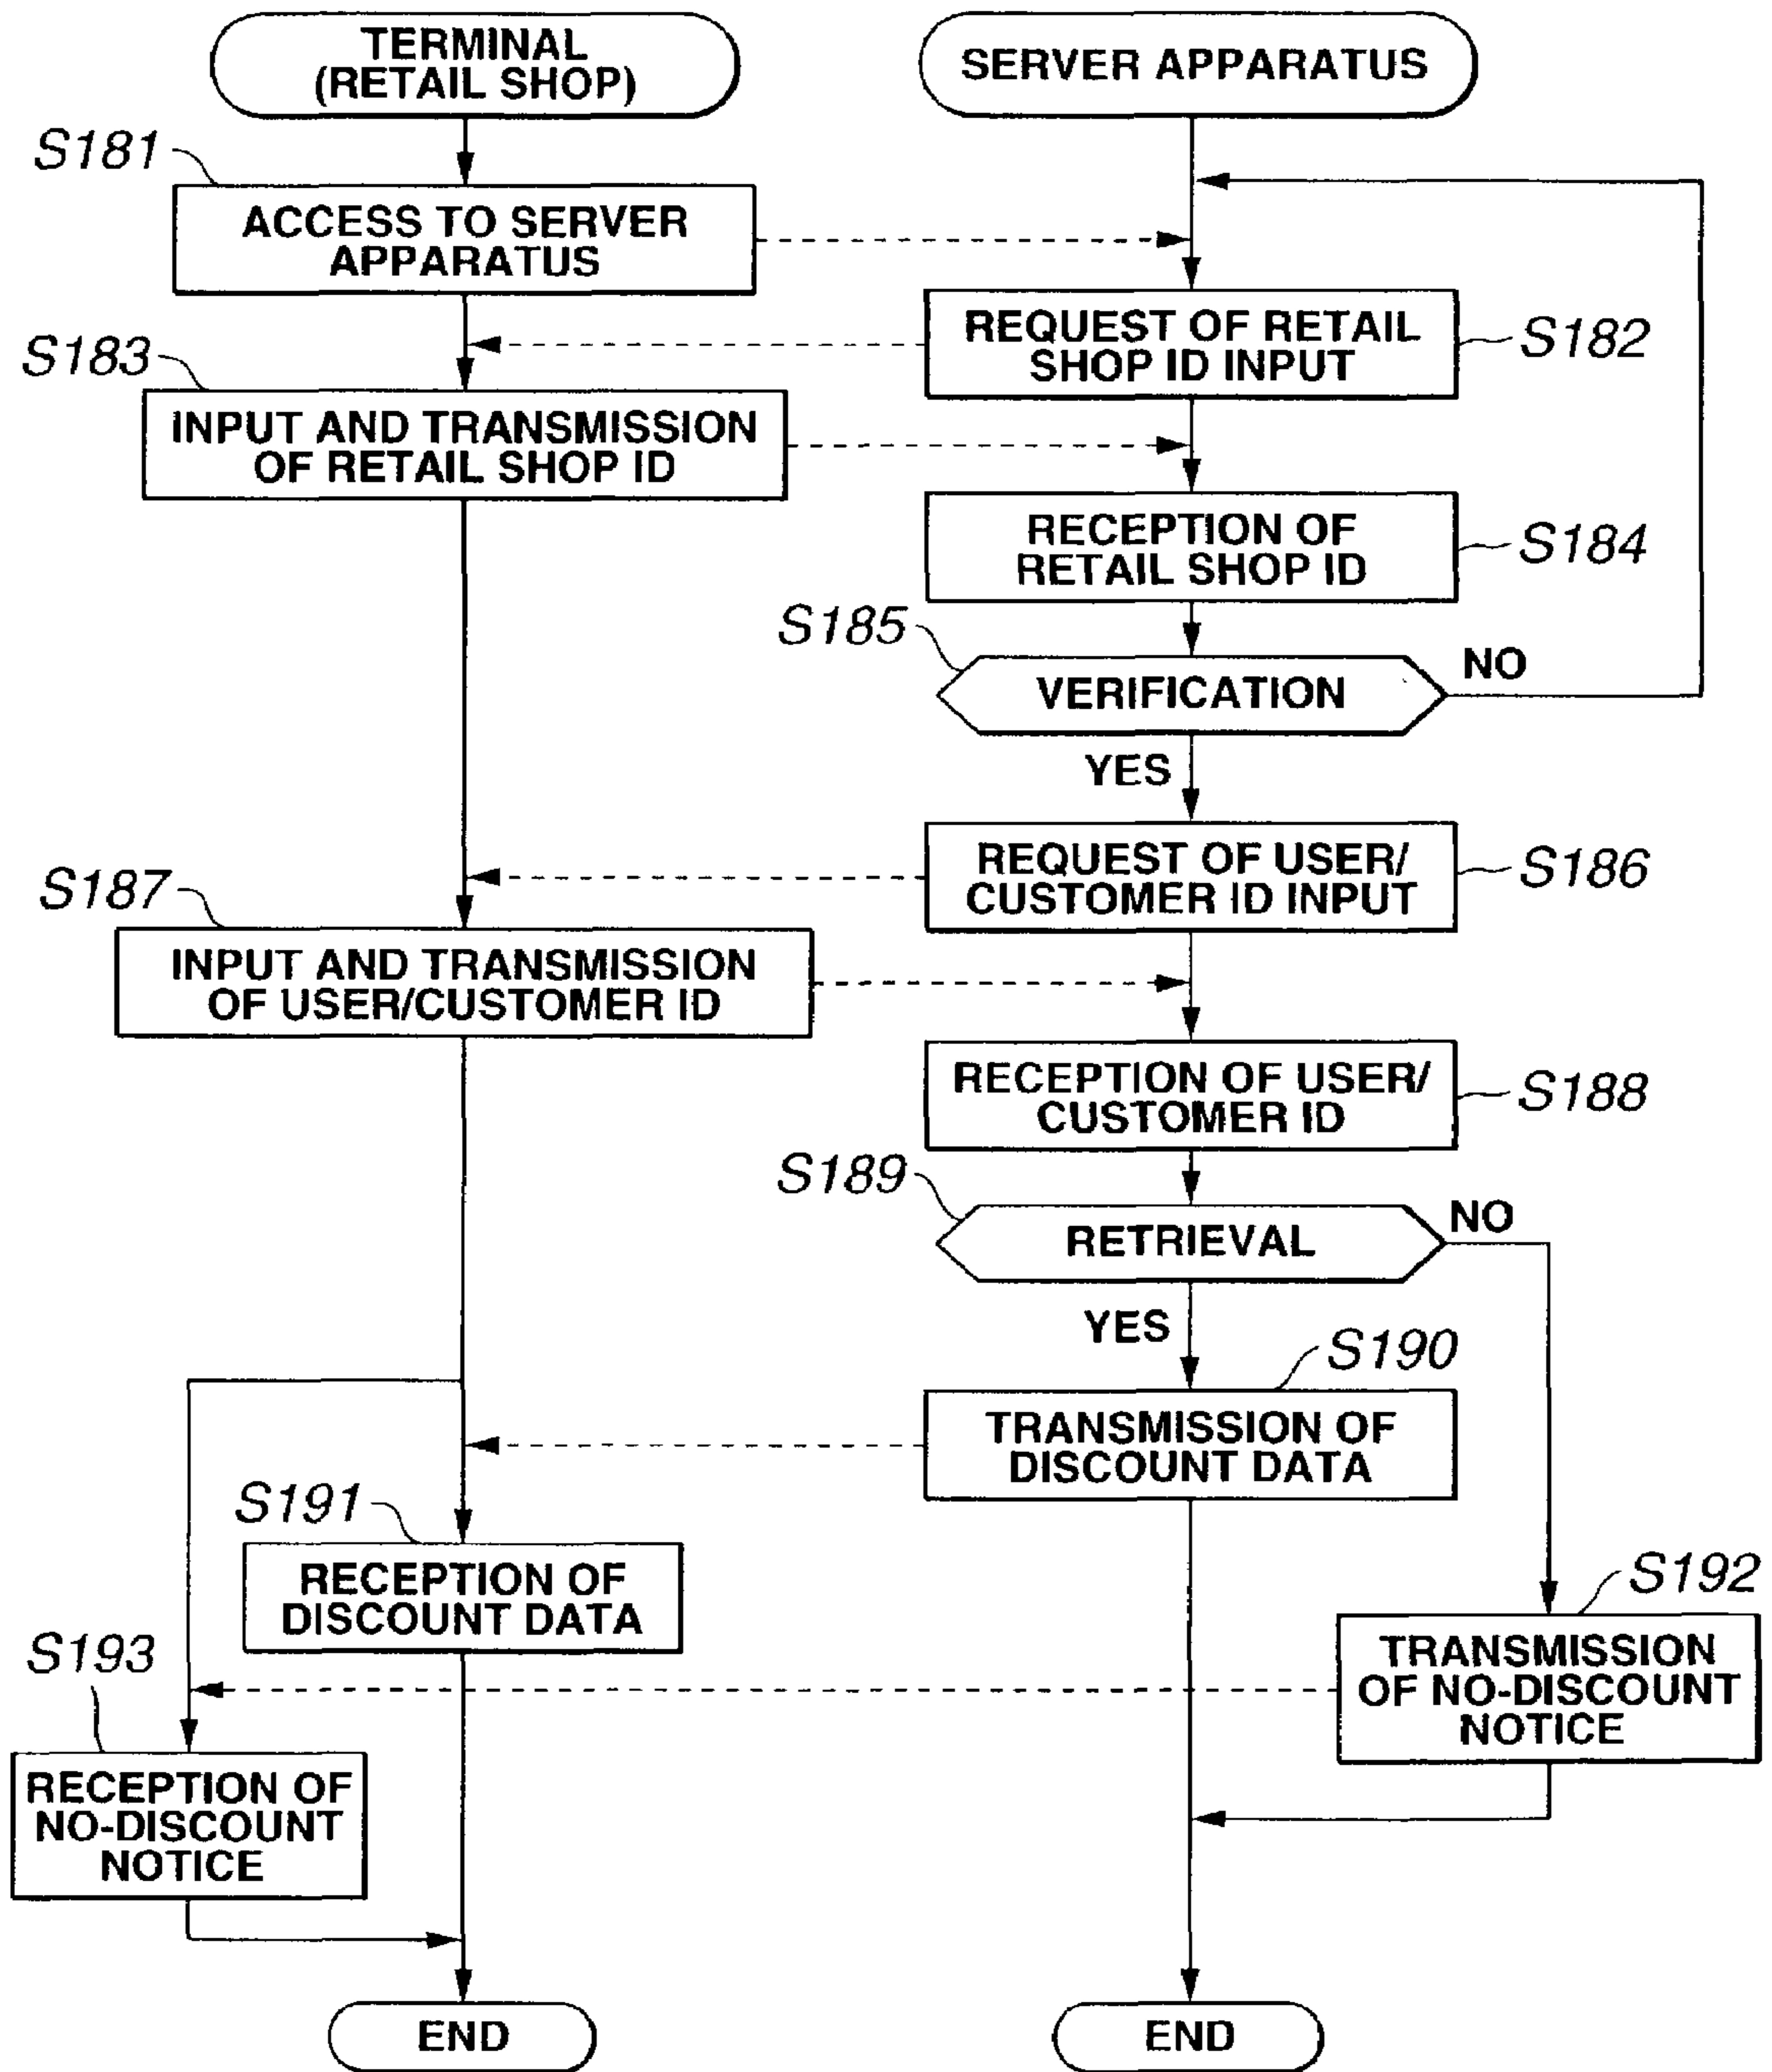 TERMINAL
(RETAIL SHOP)
SERVER APPARATUS
S181
ACCESS TO SERVER
APPARATUS
REQUEST OF RETAIL
SHOP ID INPUT
S182
S183
INPUT AND TRANSMISSION
OF RETAIL SHOP ID
RECEPTION OF
RETAIL SHOP ID
S184
S185
VERIFICATION
NO
YES
REQUEST OF USER/
CUSTOMER ID INPUT
S186
S187
INPUT AND TRANSMISSION
OF USER/CUSTOMER ID
RECEPTION OF USER/
CUSTOMER ID
S188
S189
RETRIEVAL
NO
YES
S190
TRANSMISSION OF
DISCOUNT DATA
S191
RECEPTION OF
DISCOUNT DATA
S192
TRANSMISSION
OF NO-DISCOUNT
NOTICE
S193
RECEPTION OF
NO-DISCOUNT
NOTICE
END
END